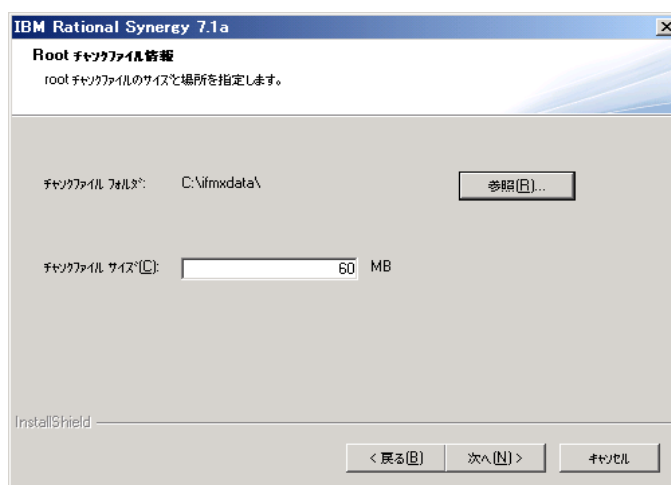 IBM Rational Synergy 7.1a
Root ﾁｬﾝｸﾌｧｲﾙ情報
root ﾁｬﾝｸﾌｧｲﾙのｻｲｽﾞと場所を指定します。
ﾁｬﾝｸﾌｧｲﾙ ﾌｫﾙﾀﾞ: C:\ifmxdata\ 参照(R)...
ﾁｬﾝｸﾌｧｲﾙ ｻｲｽﾞ(C): 60 MB
InstallShield
< 戻る(B) 次へ(N) > ｷｬﾝｾﾙ